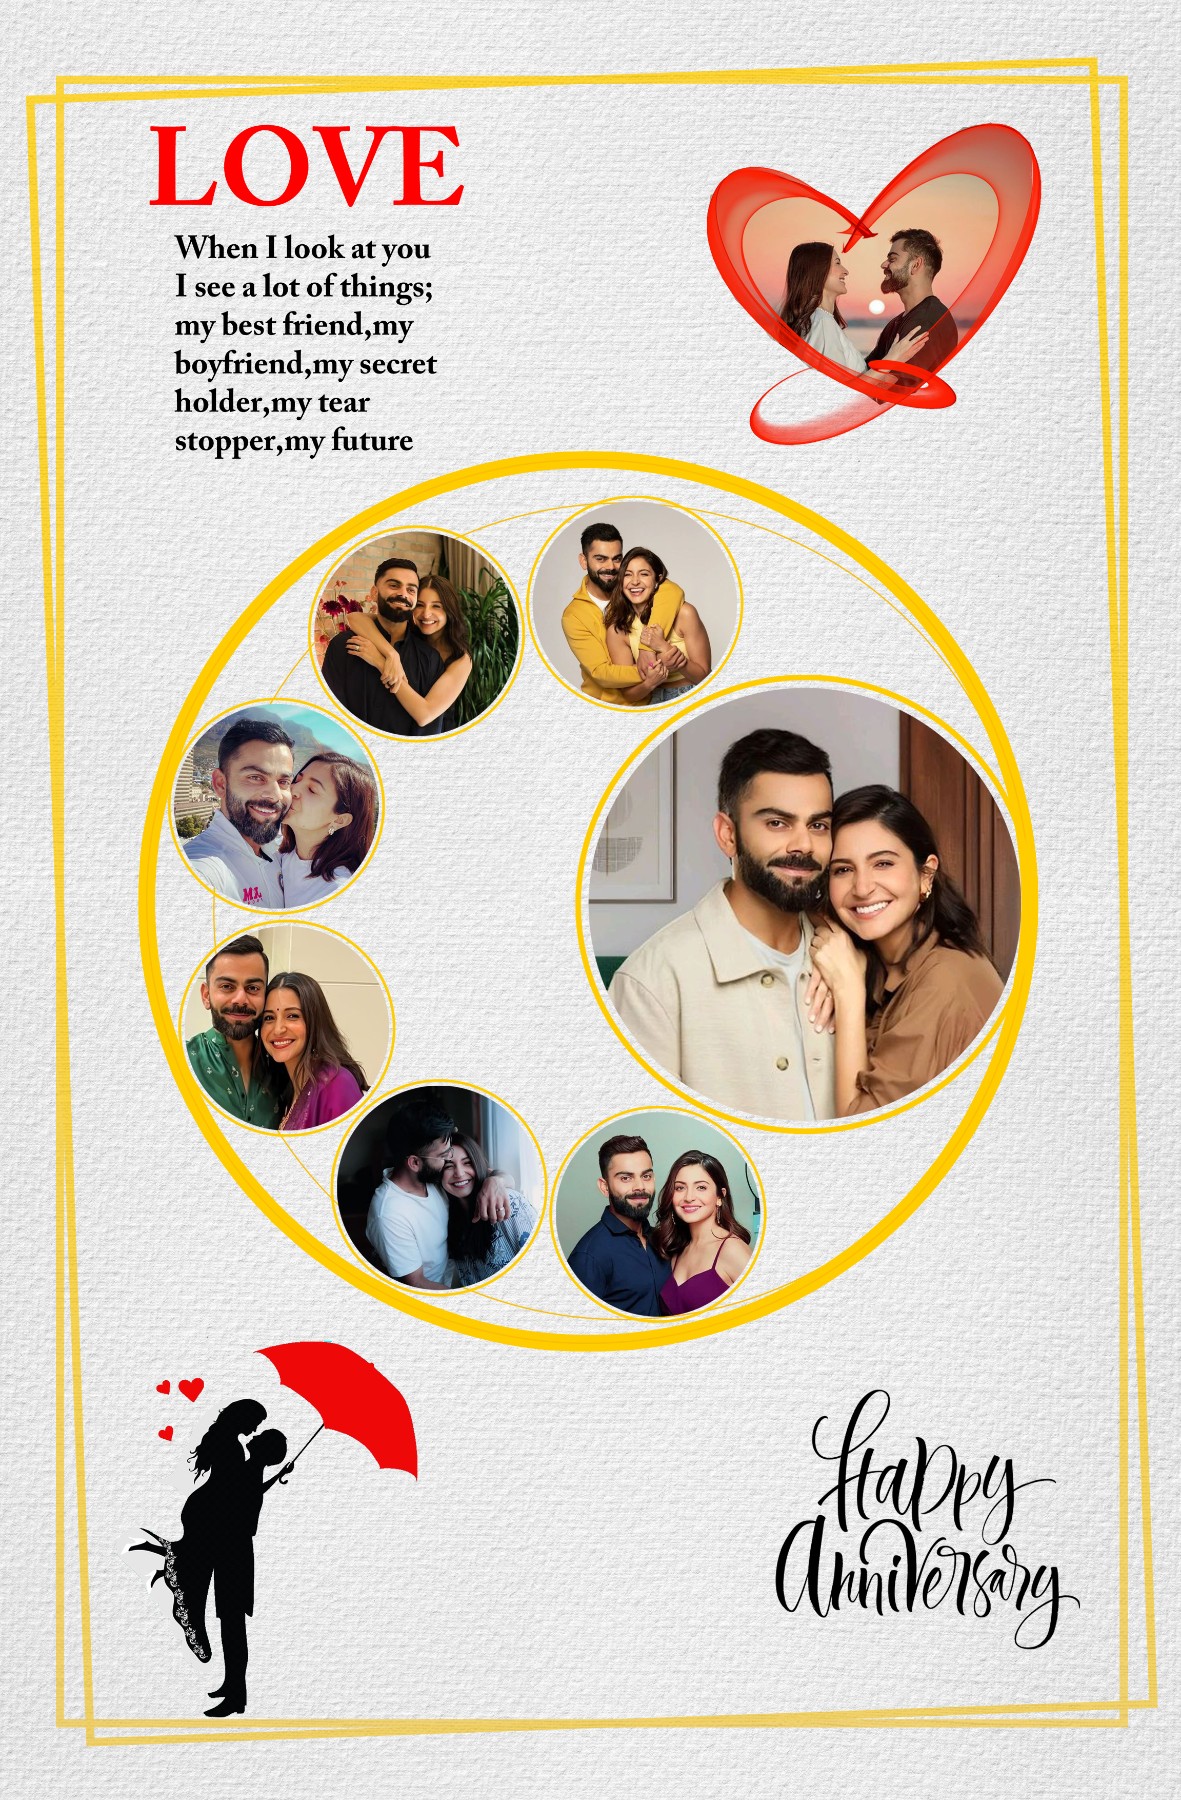 LOVE
When I look at you
I see a lot of things;
my best friend,my
boyfriend,my secret
holder,my tear
stopper,my future
Happy
Anniversary